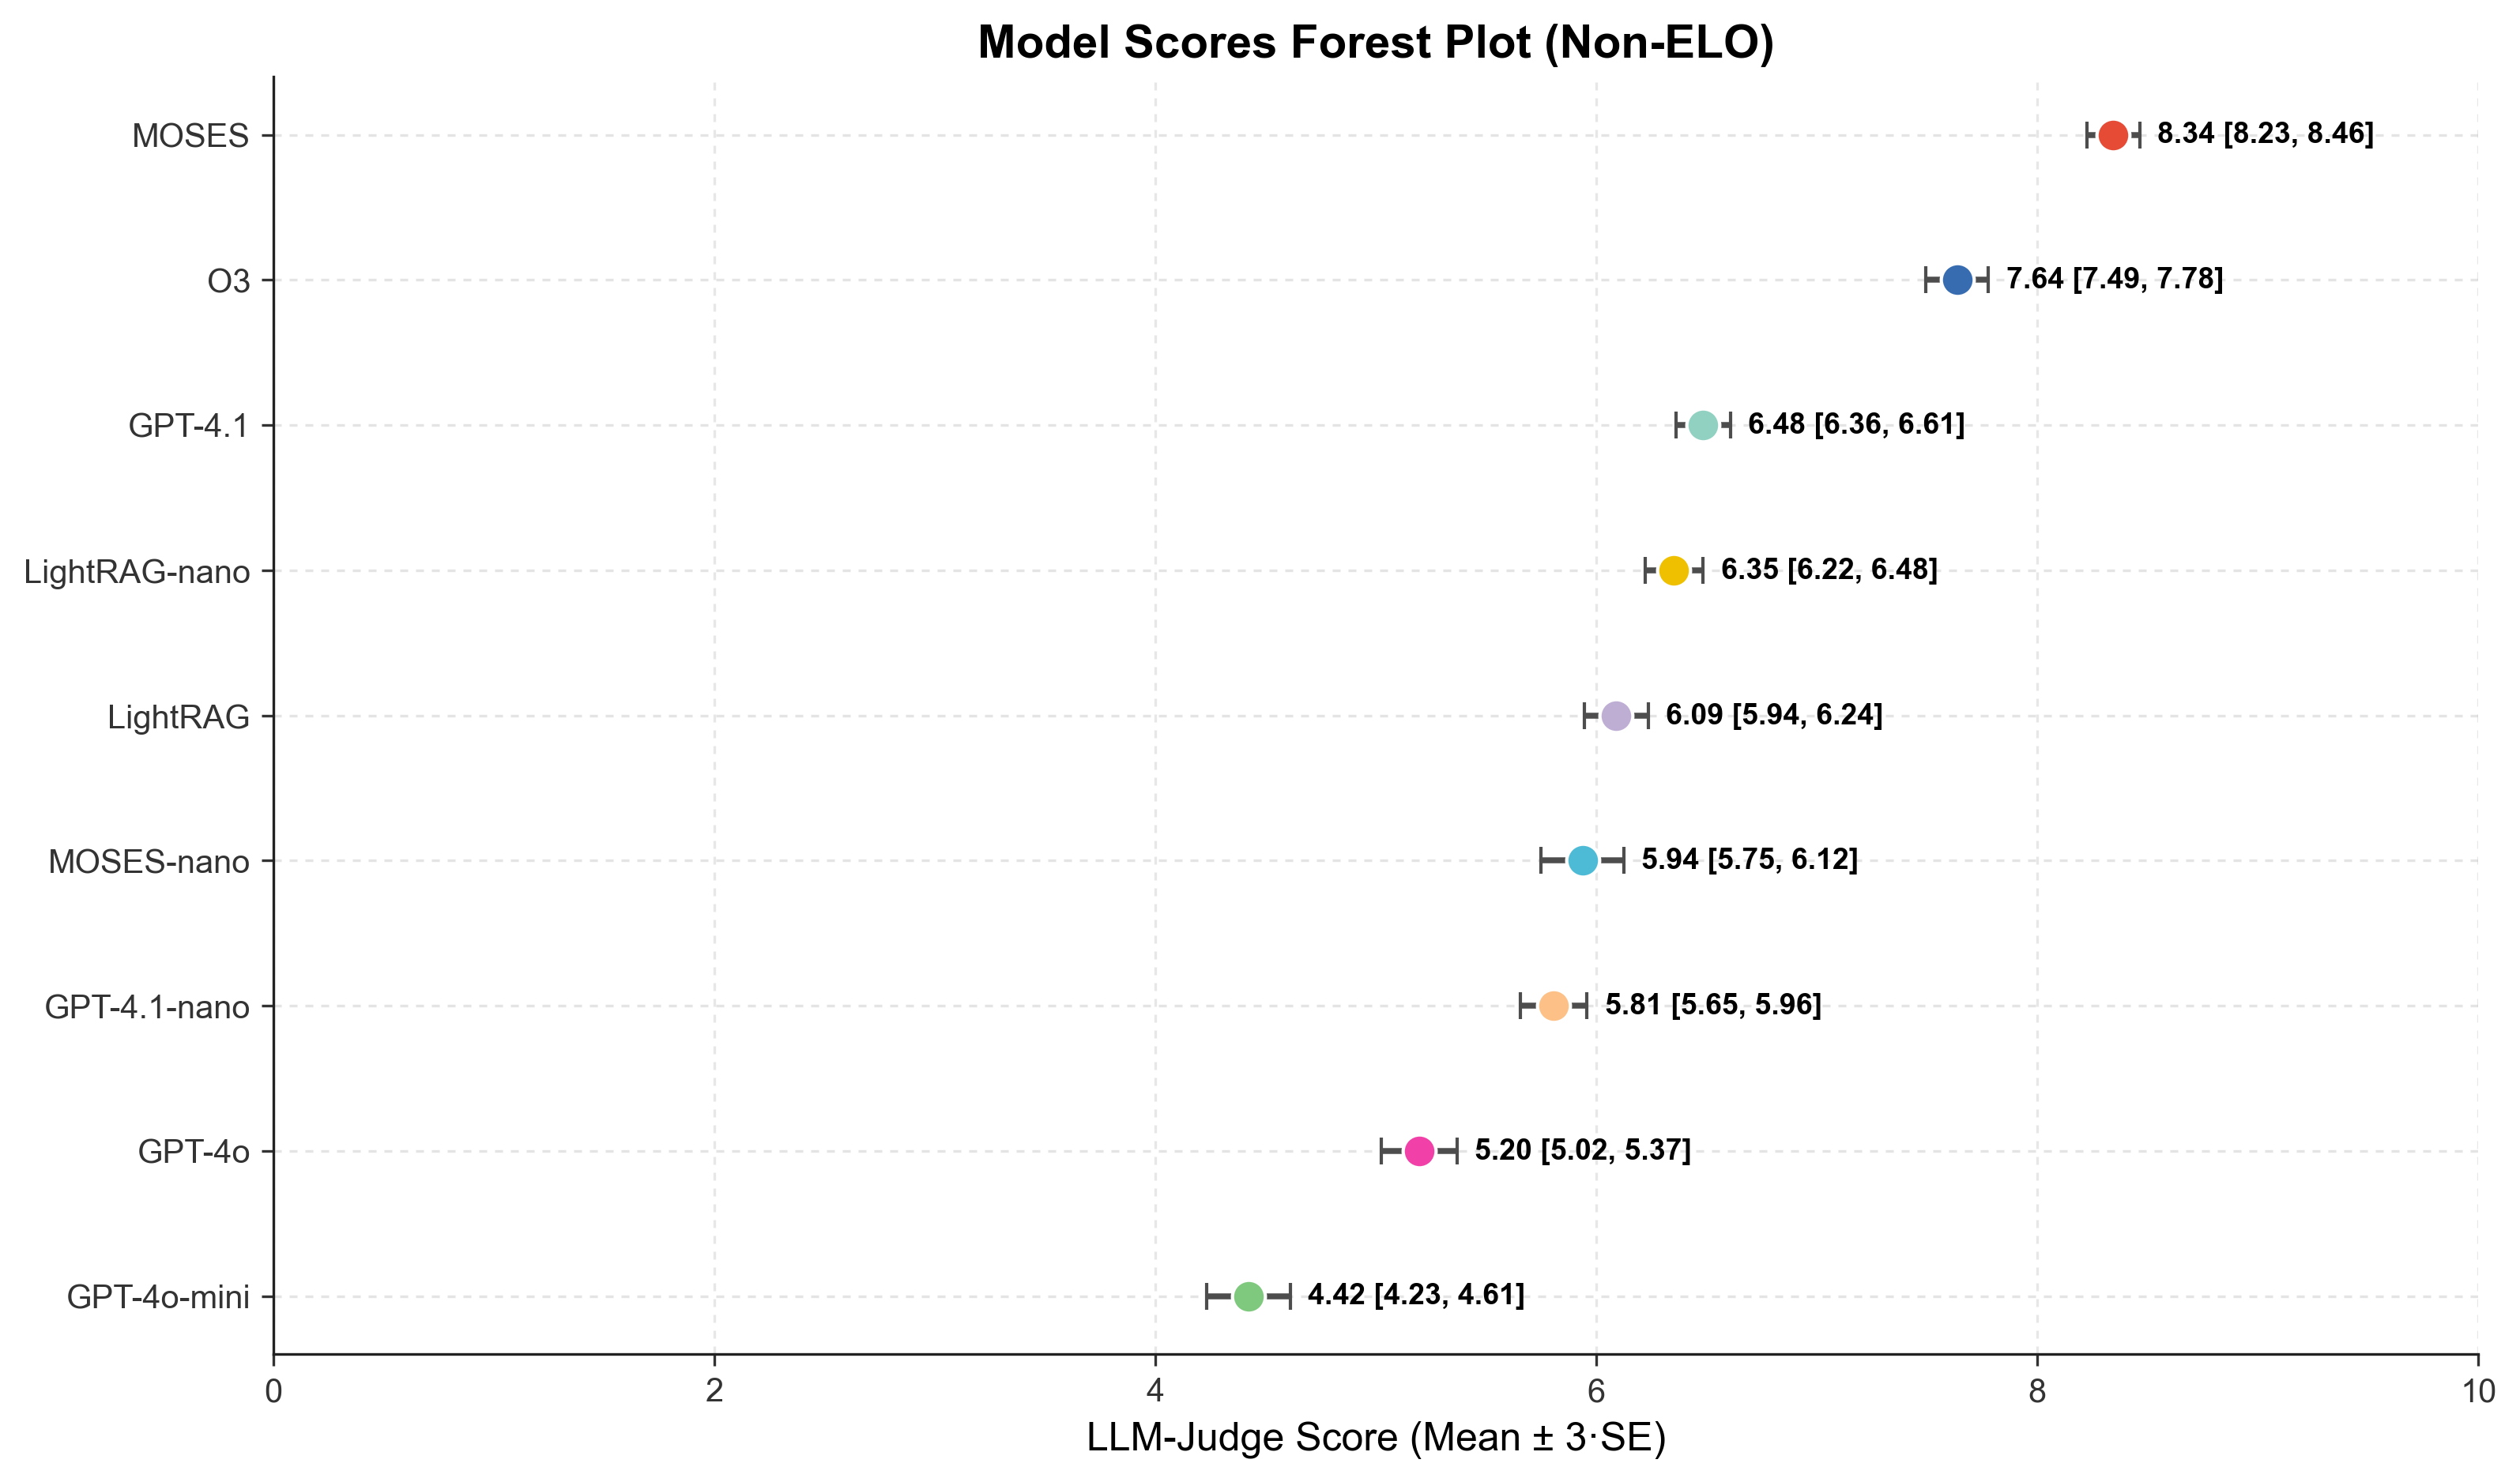 Model Scores Forest Plot (Non-ELO)
MOSES
8.34 [8.23, 8.46]
O3
7.64 [7.49, 7.78]
GPT-4.1
6.48 [6.36, 6.61]
LightRAG-nano
6.35 [6.22, 6.48]
LightRAG
6.09 [5.94, 6.24]
MOSES-nano
5.94 [5.75, 6.12]
GPT-4.1-nano
5.81 [5.65, 5.96]
GPT-4o
5.20 [5.02, 5.37]
GPT-4o-mini
4.42 [4.23, 4.61]
0 2 4 6 8 10
LLM-Judge Score (Mean ± 3·SE)